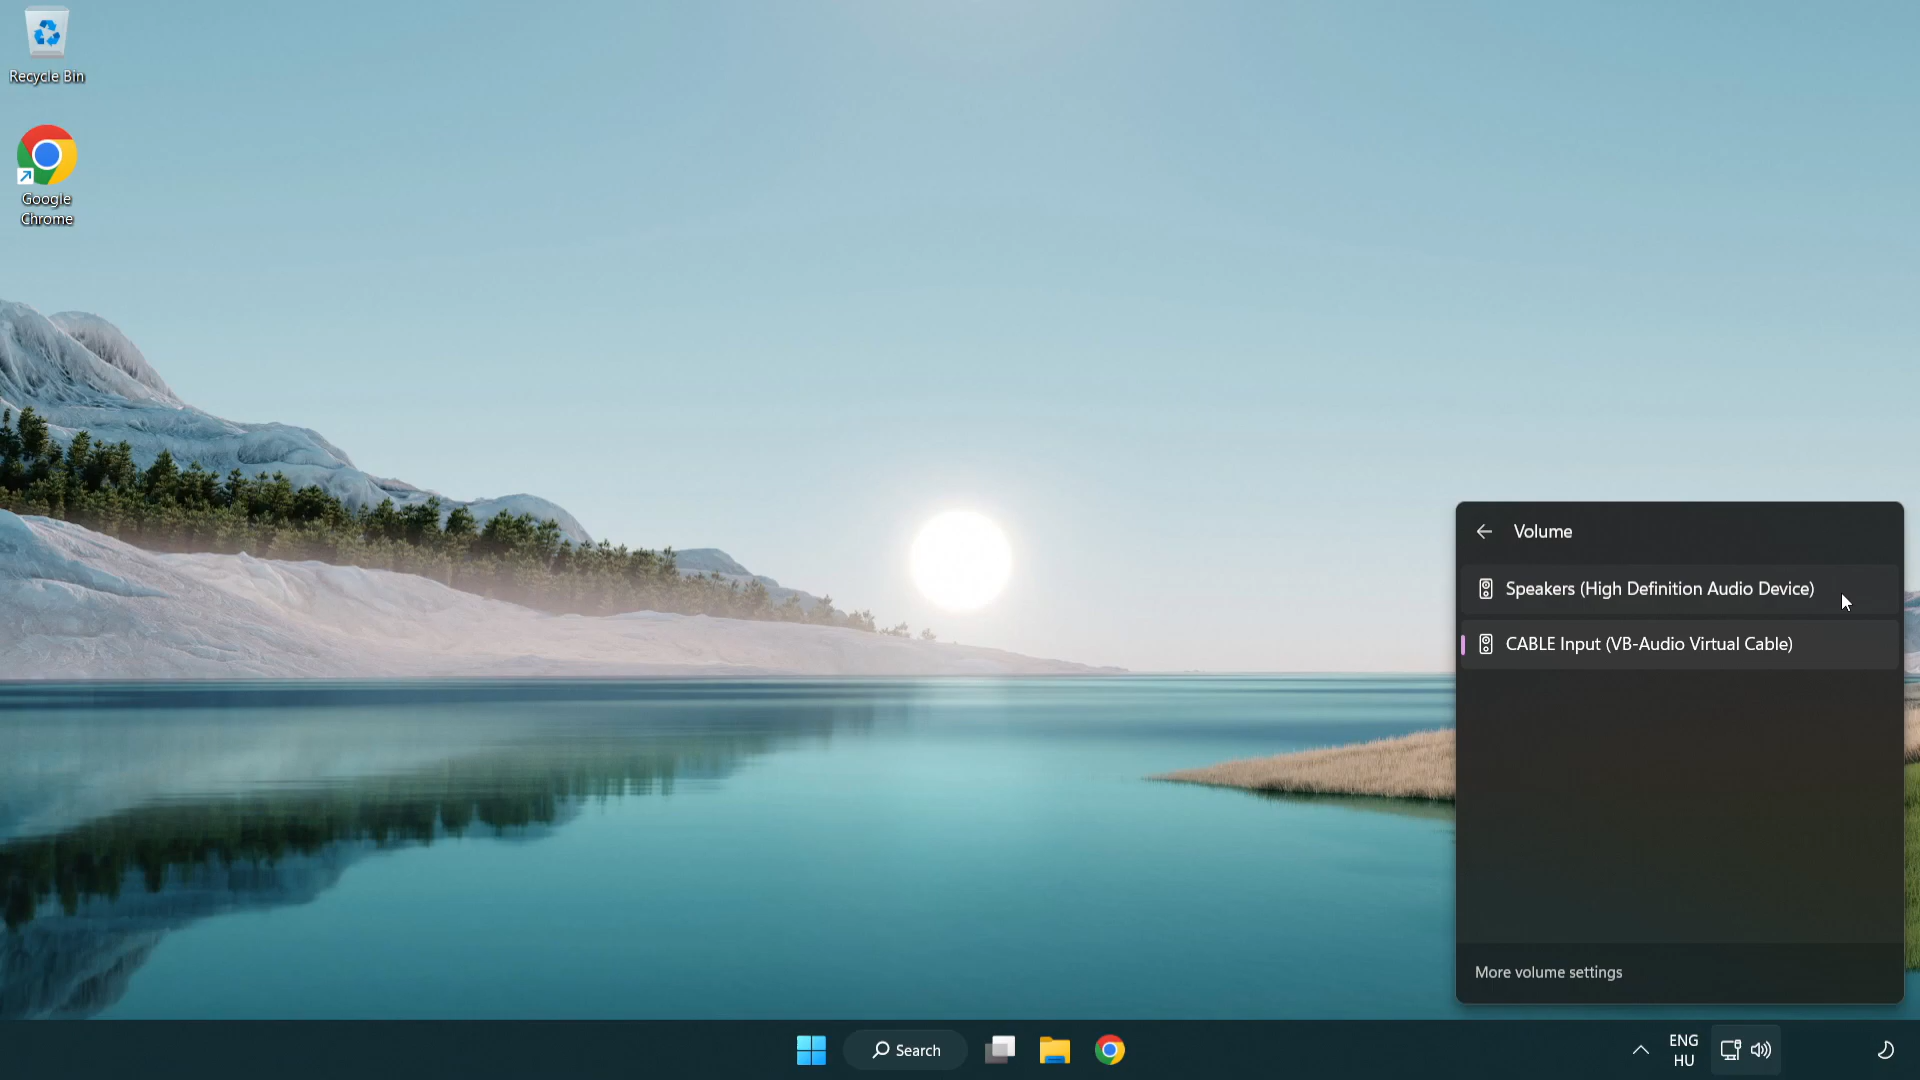 Recycle Bin
Google
Chrome
Volume
Speakers (High Definition Audio Device)
CABLE Input (VB-Audio Virtual Cable)
More volume settings
Search
ENG
HU